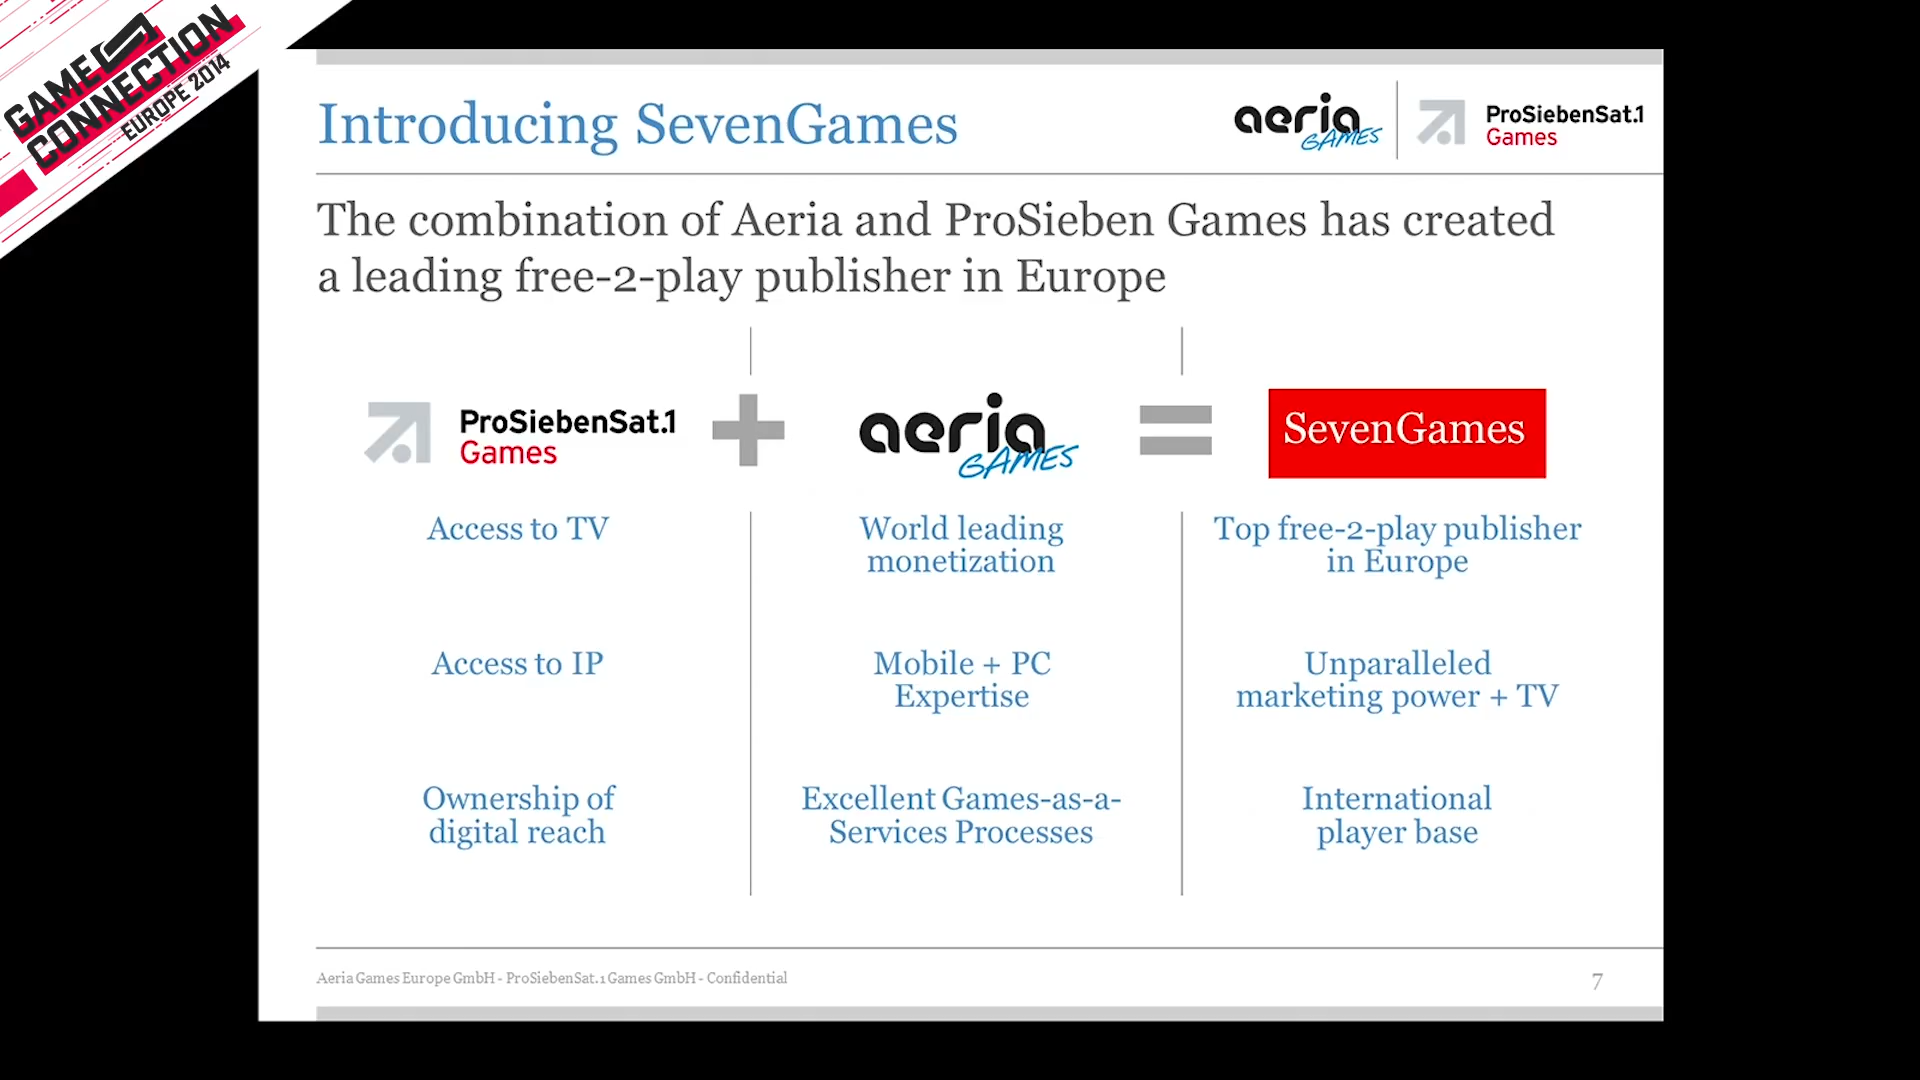 GAME
CONNECTION
EUROPE 2014
Introducing SevenGames
aeria
GAMES
ProSiebenSat.1
Games
The combination of Aeria and ProSieben Games has created
a leading free-2-play publisher in Europe
ProSiebenSat.1
Games
aeria
GAMES
SevenGames
Access to TV
World leading
monetization
Top free-2-play publisher
in Europe
Access to IP
Mobile + PC
Expertise
Unparalleled
marketing power + TV
Ownership of
digital reach
Excellent Games-as-a-
Services Processes
International
player base
Aeria Games Europe GmbH - ProSiebenSat.1 Games GmbH - Confidential
7